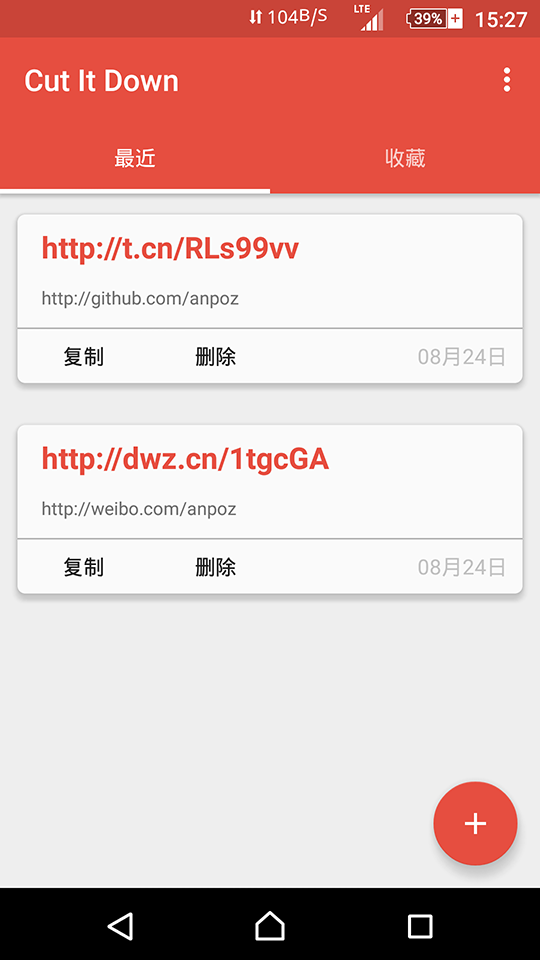 104B/S LTE 39% 15:27
Cut It Down
最近 收藏
http://t.cn/RLs99vv
http://github.com/anpoz
复制 删除 08月24日
http://dwz.cn/1tgcGA
http://weibo.com/anpoz
复制 删除 08月24日